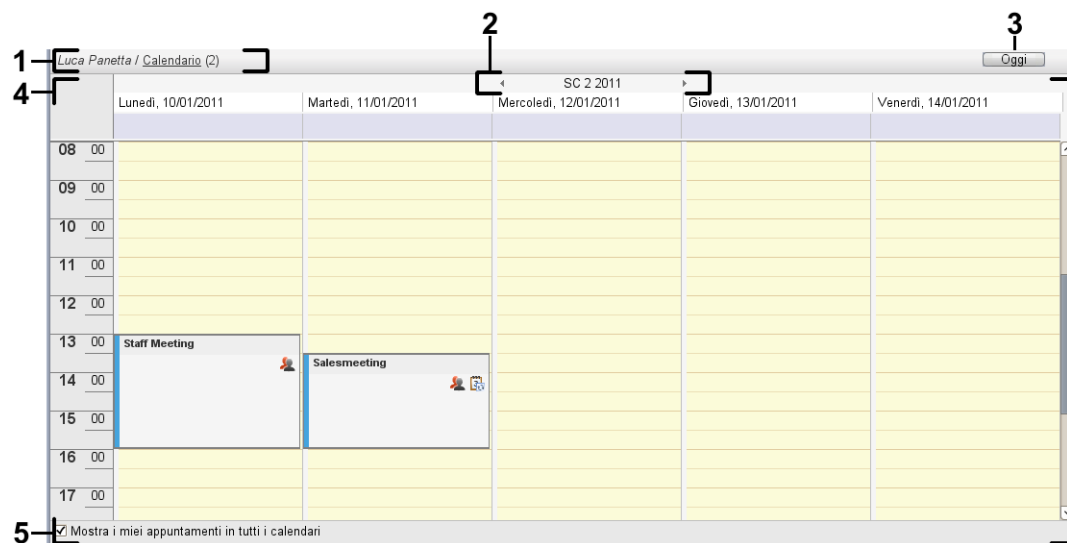 2 3
1 Luca Panetta / Calendario (2) Oggi
4 SC 2 2011
Lunedì, 10/01/2011 Martedì, 11/01/2011 Mercoledì, 12/01/2011 Giovedì, 13/01/2011 Venerdì, 14/01/2011
08 00
09 00
10 00
11 00
12 00
13 00 Staff Meeting
Salesmeeting
14 00
15 00
16 00
17 00
5 Mostra i miei appuntamenti in tutti i calendari